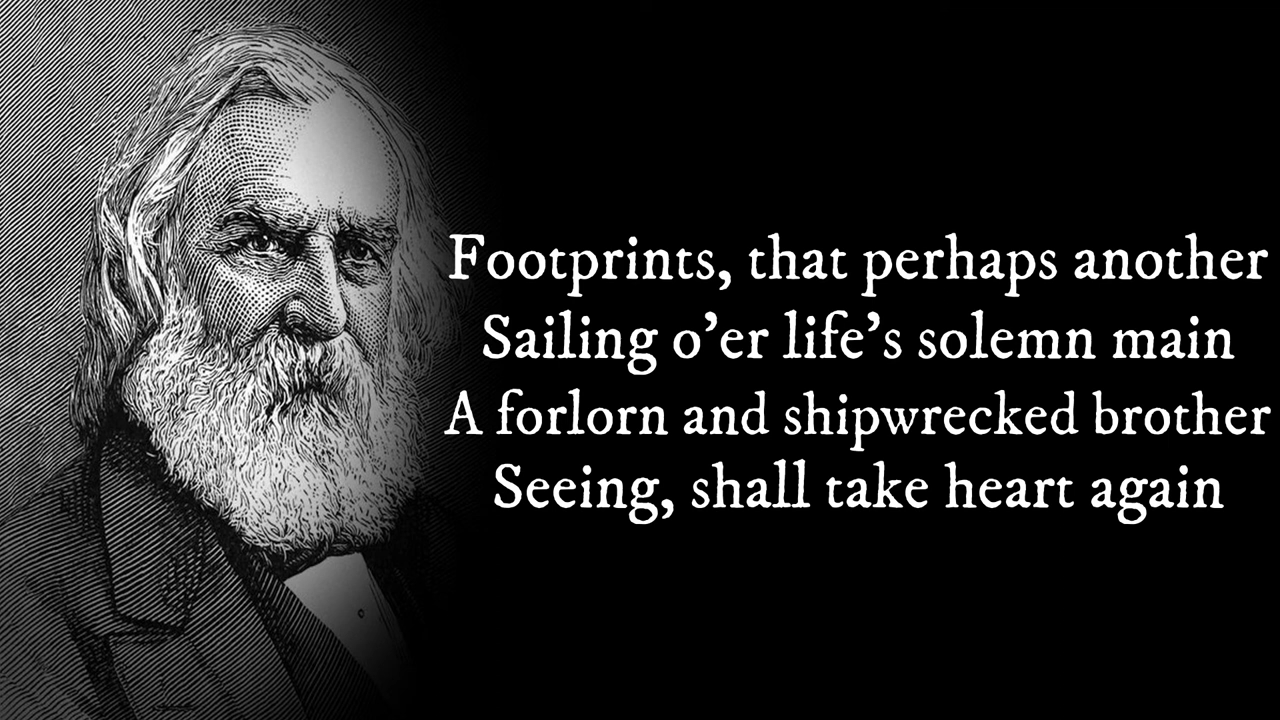 Footprints, that perhaps another
Sailing o’er life’s solemn main
A forlorn and shipwrecked brother
Seeing, shall take heart again